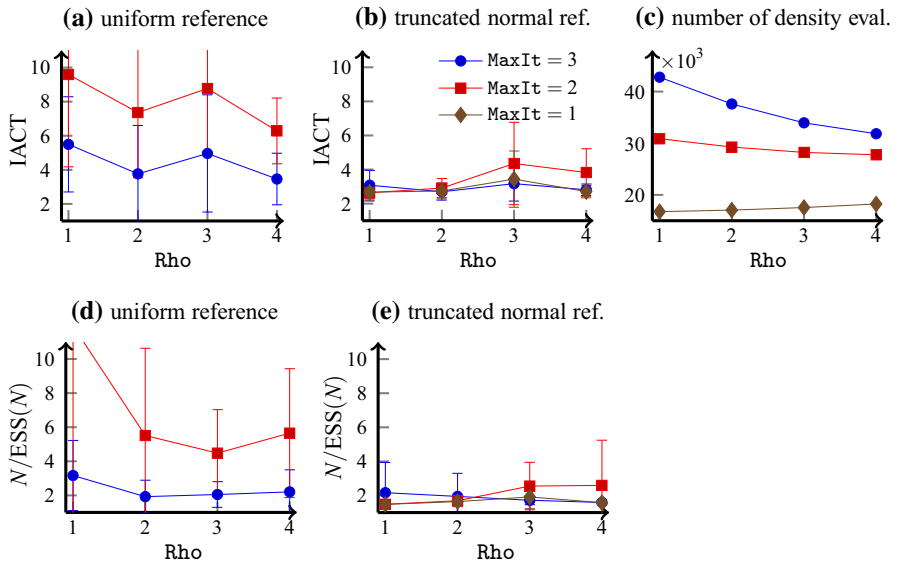 (a) uniform reference
IACT
10
8
6
4
2
1 2 3 4
Rho
(b) truncated normal ref.
IACT
10
8
6
4
2
MaxIt = 3
MaxIt = 2
MaxIt = 1
1 2 3 4
Rho
(c) number of density eval.
×10³
40
30
20
1 2 3 4
Rho
(d) uniform reference
N/ESS(N)
10
8
6
4
2
1 2 3 4
Rho
(e) truncated normal ref.
N/ESS(N)
10
8
6
4
2
1 2 3 4
Rho